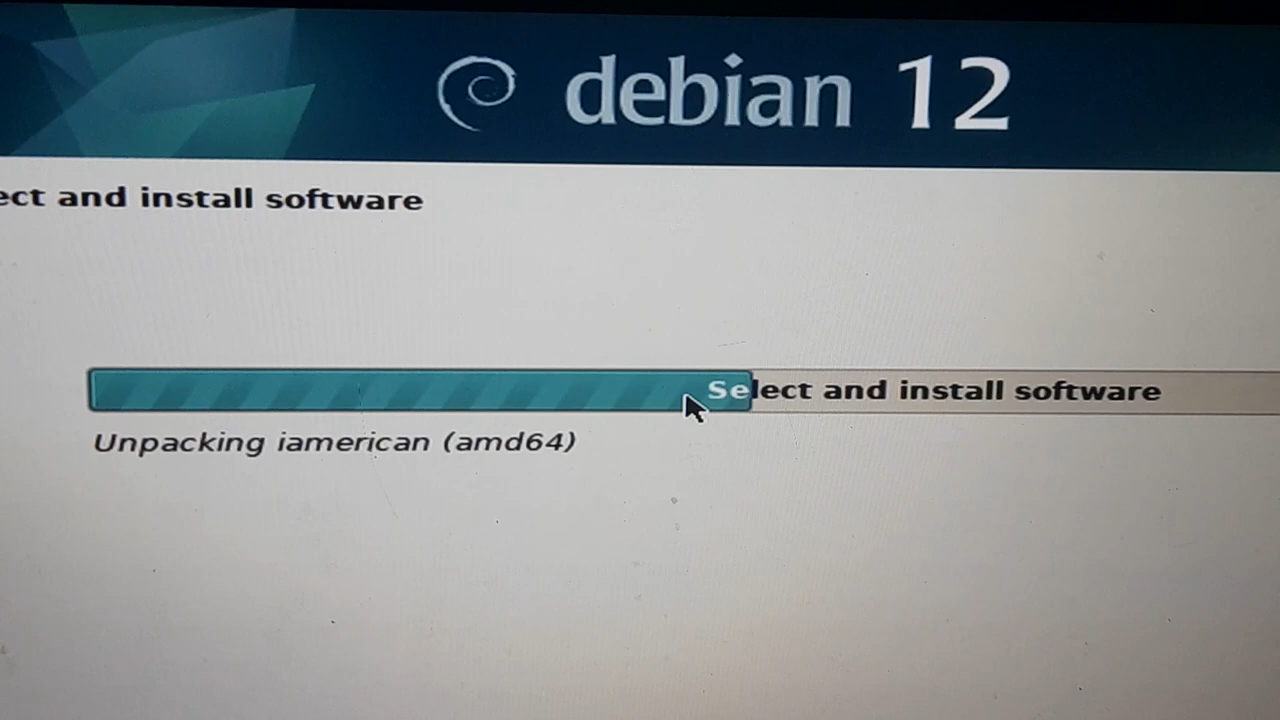 debian 12
ect and install software
Select and install software
Unpacking iamerican (amd64)